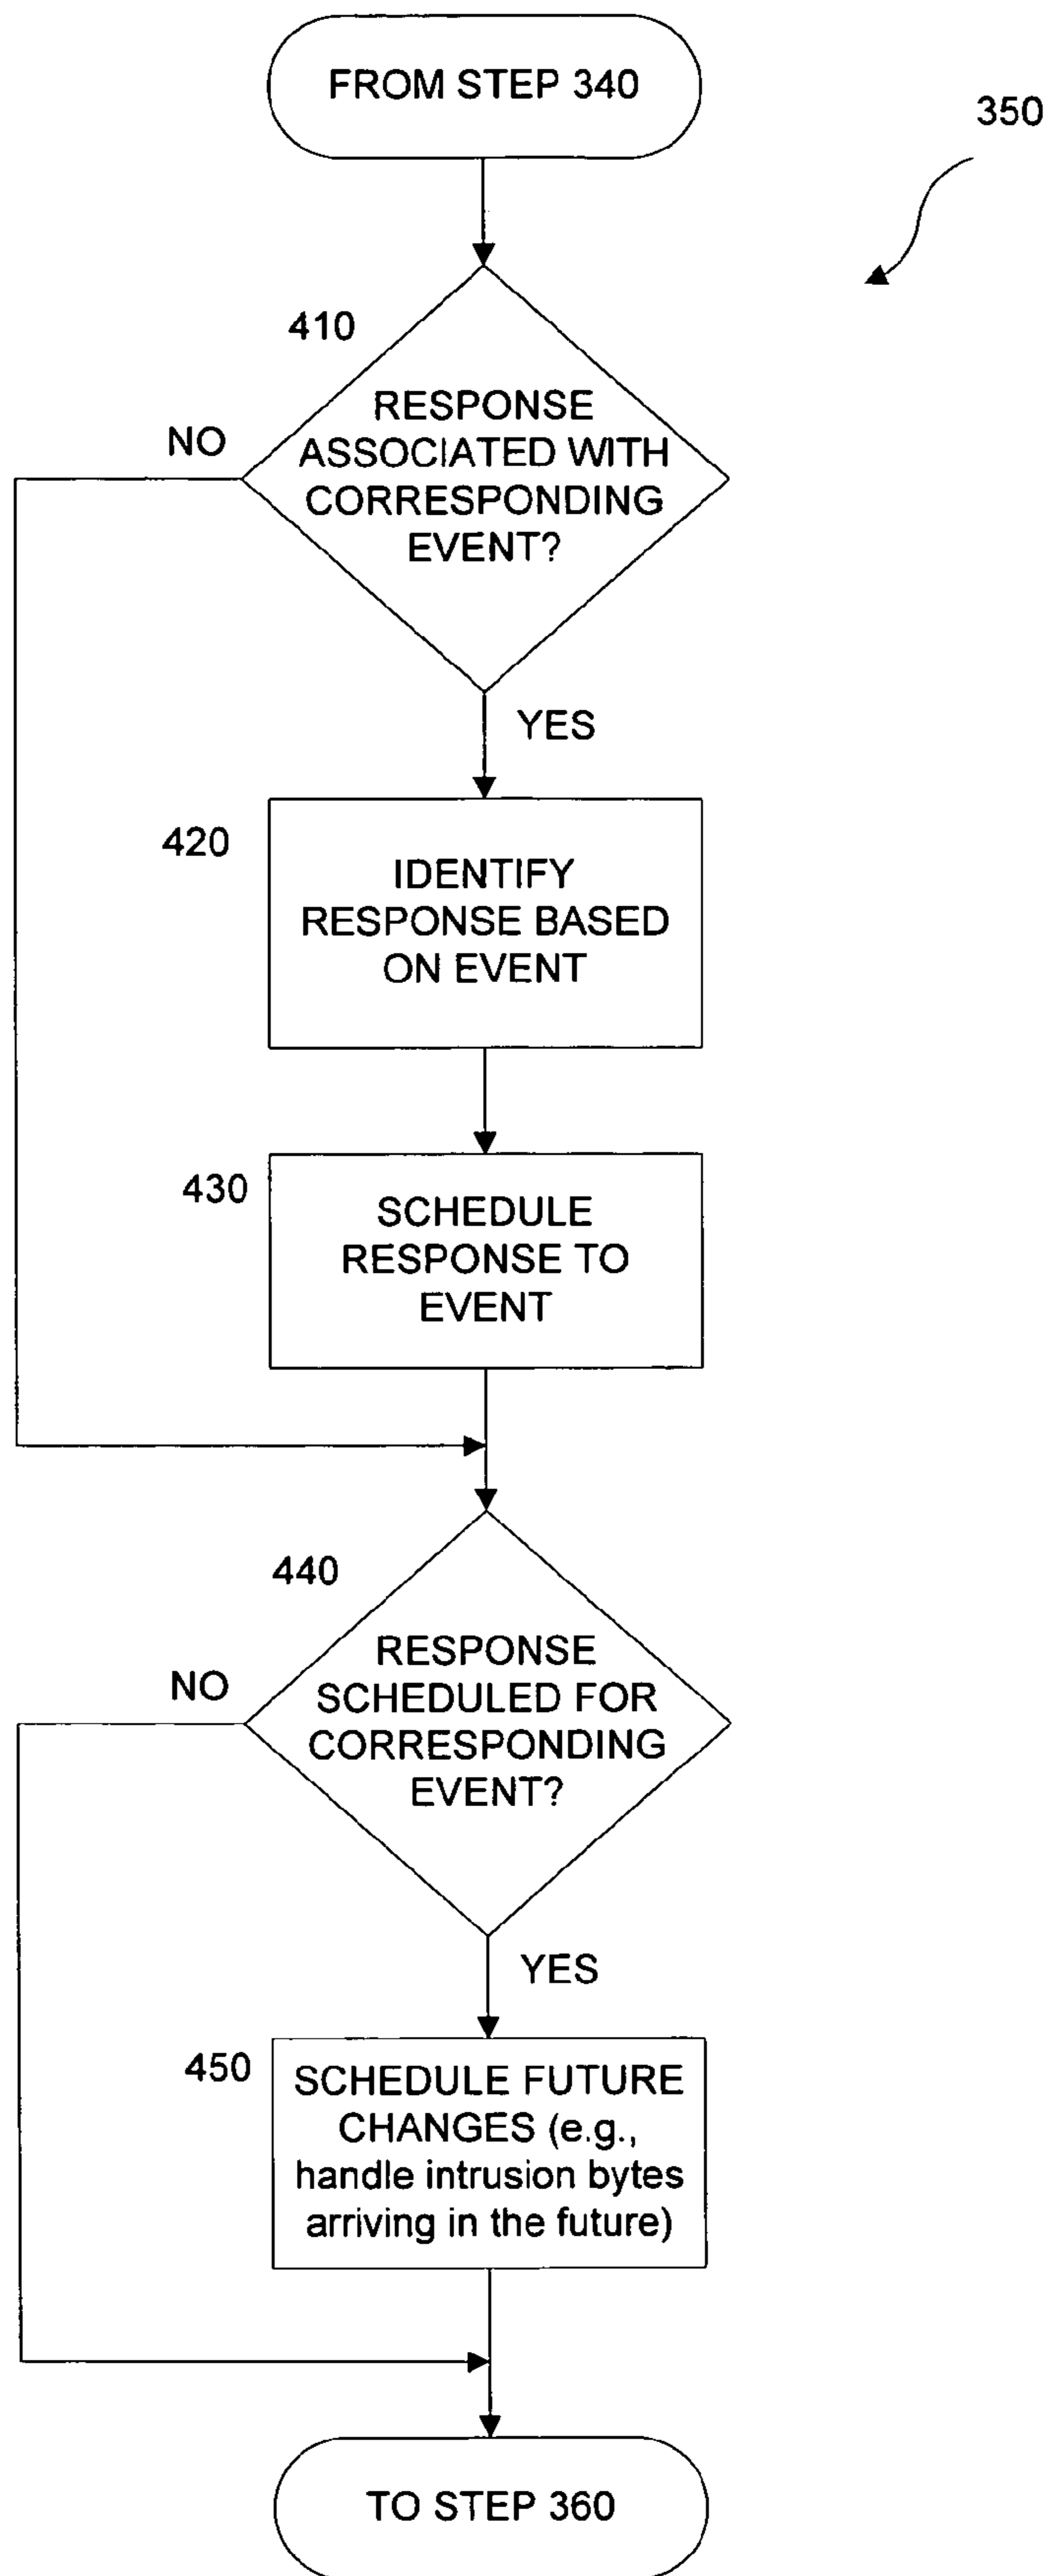 FROM STEP 340
350
410
RESPONSE
ASSOCIATED WITH
CORRESPONDING
EVENT?
NO
YES
420
IDENTIFY
RESPONSE BASED
ON EVENT
430
SCHEDULE
RESPONSE TO
EVENT
440
RESPONSE
SCHEDULED FOR
CORRESPONDING
EVENT?
NO
YES
450
SCHEDULE FUTURE
CHANGES (e.g.,
handle intrusion bytes
arriving in the future)
TO STEP 360